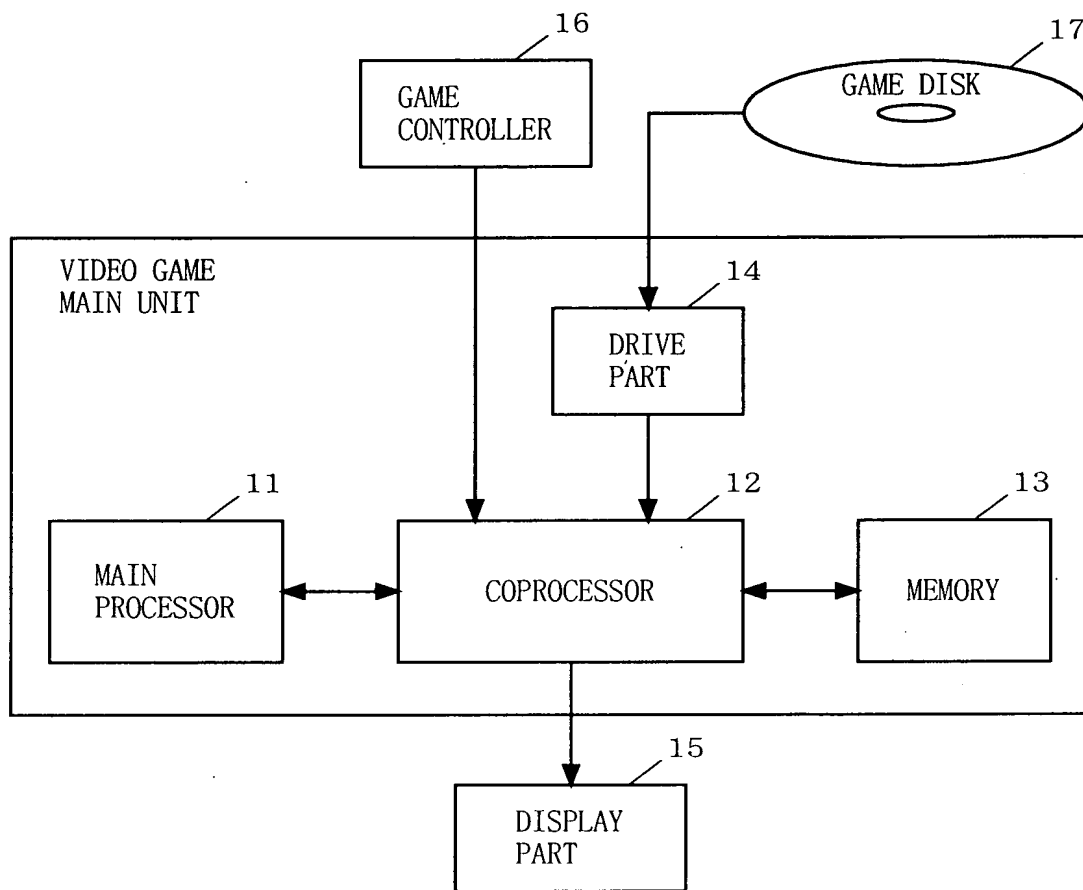 16
17
GAME
CONTROLLER
GAME DISK
VIDEO GAME
MAIN UNIT
14
DRIVE
PART
11
12
13
MAIN
PROCESSOR
COPROCESSOR
MEMORY
15
DISPLAY
PART